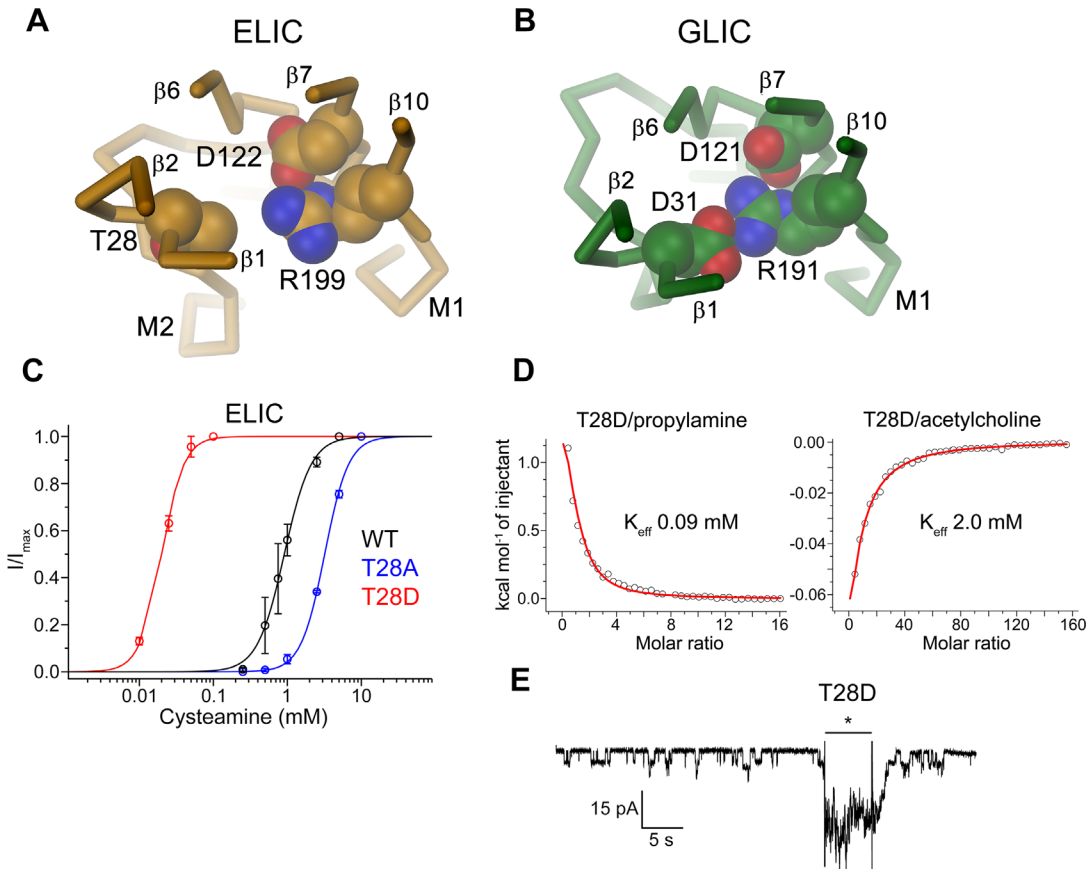 A
ELIC
β6
β7
β10
β2
D122
T28
β1
R199
M2
M1
B
GLIC
β7
β6
β10
D121
β2
D31
R191
β1
M1
C
ELIC
I/Imax
1.0
0.8
0.6
0.4
0.2
0.0
WT
T28A
T28D
0.01
0.1
1
10
Cysteamine (mM)
D
T28D/propylamine
kcal mol⁻¹ of injectant
1.0
0.5
0.0
Keff 0.09 mM
0
4
8
12
16
Molar ratio
T28D/acetylcholine
0.00
-0.02
-0.04
-0.06
Keff 2.0 mM
0
40
80
120
160
Molar ratio
E
T28D
*
15 pA
5 s